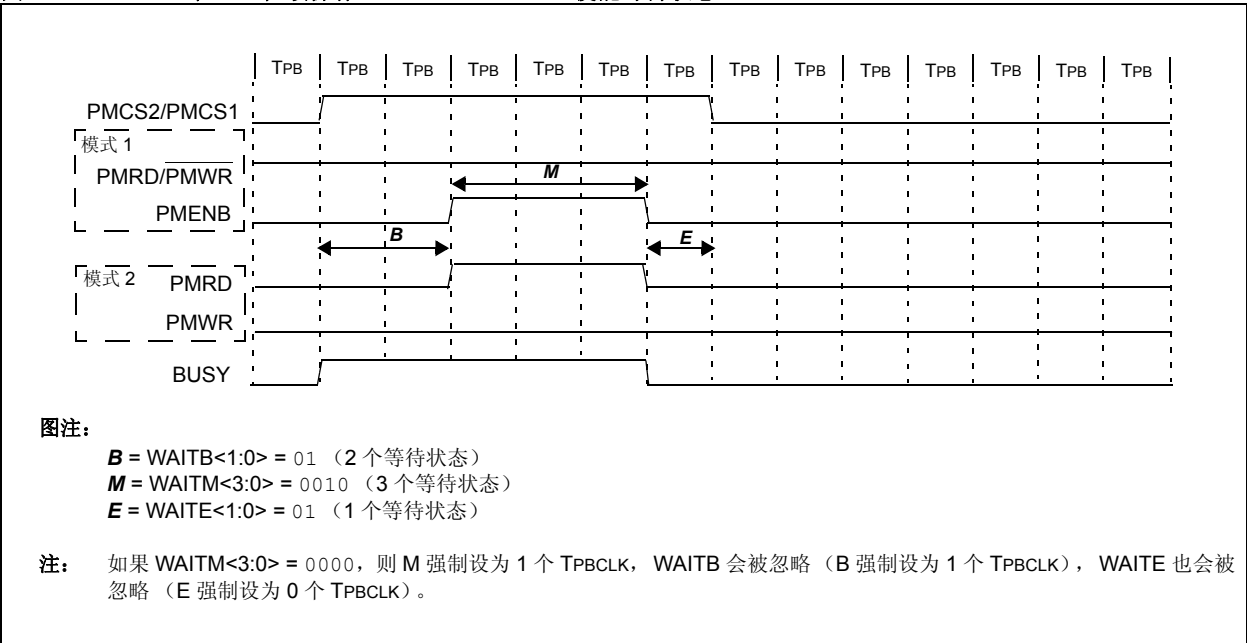 TPB TPB TPB TPB TPB TPB TPB TPB TPB TPB TPB TPB TPB TPB
PMCS2/PMCS1
模式 1
PMRD/PMWR
M
PMENB
B
E
模式 2
PMRD
PMWR
BUSY
图注：
B = WAITB<1:0> = 01 （2 个等待状态）
M = WAITM<3:0> = 0010 （3 个等待状态）
E = WAITE<1:0> = 01 （1 个等待状态）
注： 如果 WAITM<3:0> = 0000，则 M 强制设为 1 个 TPBCLK， WAITB 会被忽略 （B 强制设为 1 个 TPBCLK）， WAITE 也会被
忽略 （E 强制设为 0 个 TPBCLK）。